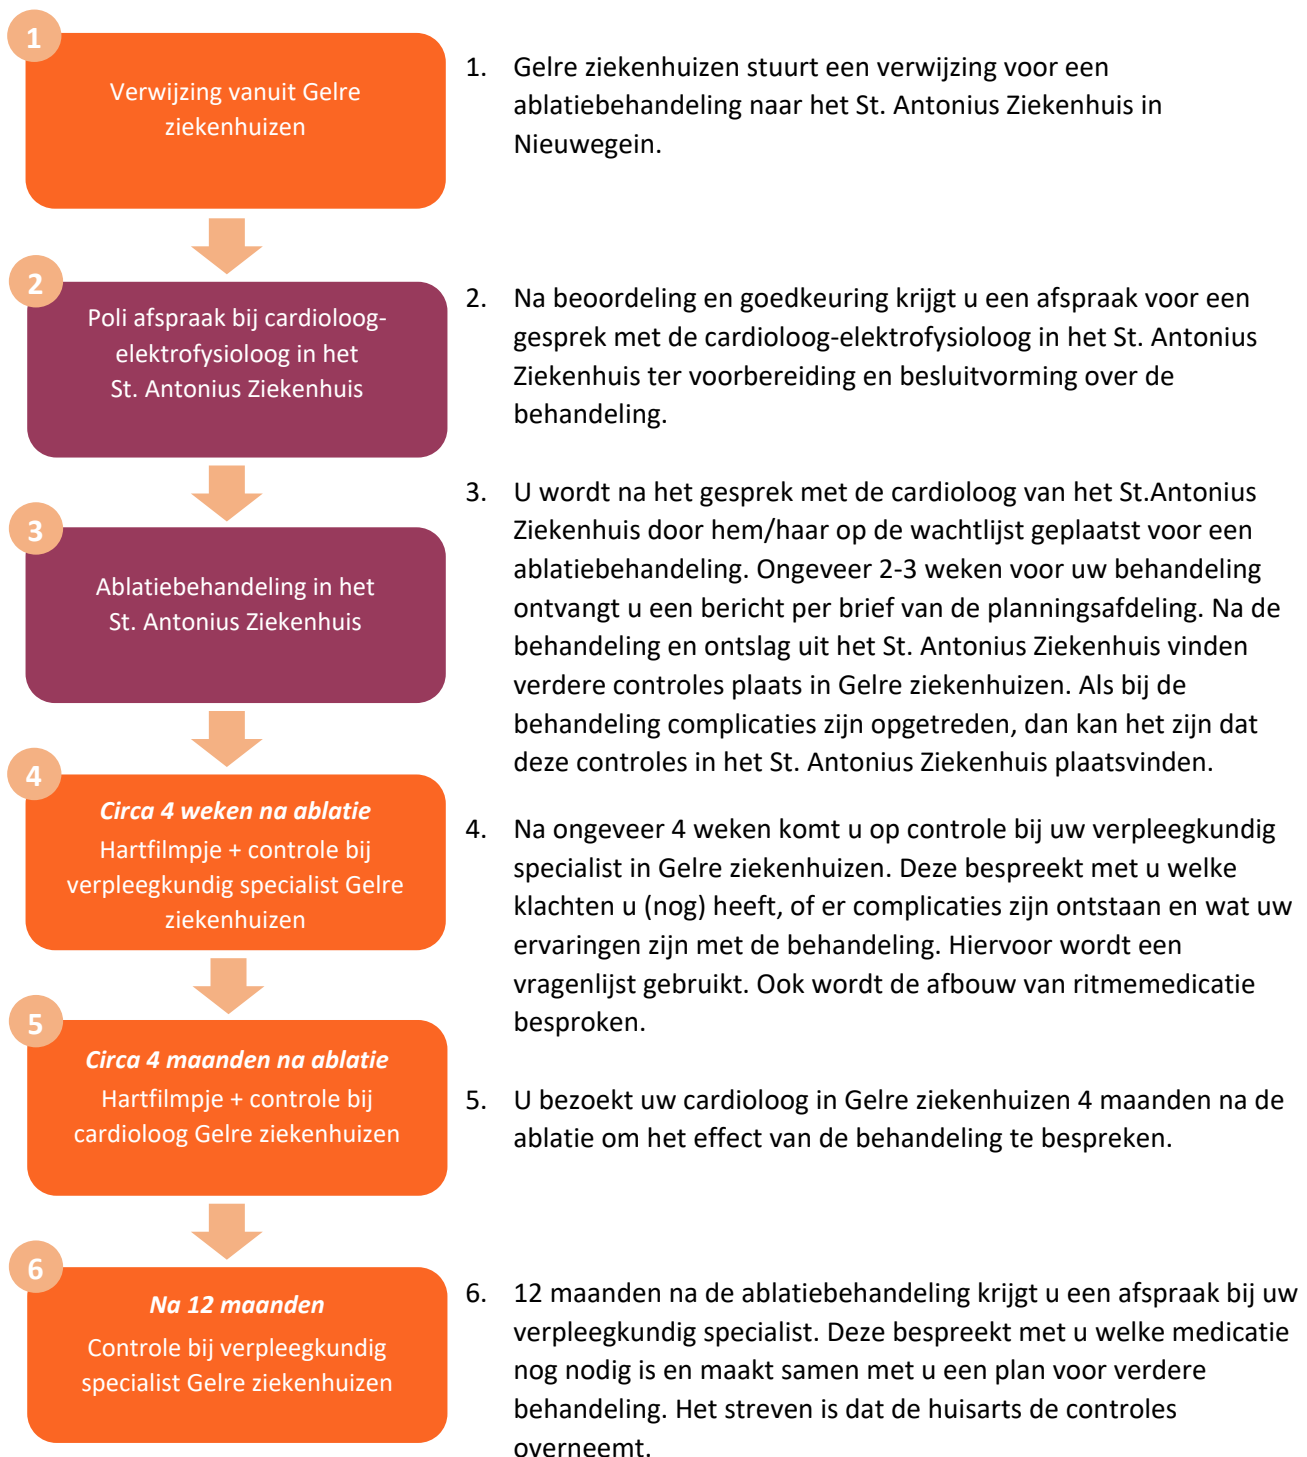 1
Verwijzing vanuit Gelre
ziekenhuizen
1. Gelre ziekenhuizen stuurt een verwijzing voor een
ablatiebehandeling naar het St. Antonius Ziekenhuis in
Nieuwegein.
2
Poli afspraak bij cardioloog-
elektrofysioloog in het
St. Antonius Ziekenhuis
2. Na beoordeling en goedkeuring krijgt u een afspraak voor een
gesprek met de cardioloog-elektrofysioloog in het St. Antonius
Ziekenhuis ter voorbereiding en besluitvorming over de
behandeling.
3
Ablatiebehandeling in het
St. Antonius Ziekenhuis
3. U wordt na het gesprek met de cardioloog van het St.Antonius
Ziekenhuis door hem/haar op de wachtlijst geplaatst voor een
ablatiebehandeling. Ongeveer 2-3 weken voor uw behandeling
ontvangt u een bericht per brief van de planningsafdeling. Na de
behandeling en ontslag uit het St. Antonius Ziekenhuis vinden
verdere controles plaats in Gelre ziekenhuizen. Als bij de
behandeling complicaties zijn opgetreden, dan kan het zijn dat
deze controles in het St. Antonius Ziekenhuis plaatsvinden.
4
Circa 4 weken na ablatie
Hartfilmpje + controle bij
verpleegkundig specialist Gelre
ziekenhuizen
4. Na ongeveer 4 weken komt u op controle bij uw verpleegkundig
specialist in Gelre ziekenhuizen. Deze bespreekt met u welke
klachten u (nog) heeft, of er complicaties zijn ontstaan en wat uw
ervaringen zijn met de behandeling. Hiervoor wordt een
vragenlijst gebruikt. Ook wordt de afbouw van ritmemedicatie
besproken.
5
Circa 4 maanden na ablatie
Hartfilmpje + controle bij
cardioloog Gelre ziekenhuizen
5. U bezoekt uw cardioloog in Gelre ziekenhuizen 4 maanden na de
ablatie om het effect van de behandeling te bespreken.
6
Na 12 maanden
Controle bij verpleegkundig
specialist Gelre ziekenhuizen
6. 12 maanden na de ablatiebehandeling krijgt u een afspraak bij uw
verpleegkundig specialist. Deze bespreekt met u welke medicatie
nog nodig is en maakt samen met u een plan voor verdere
behandeling. Het streven is dat de huisarts de controles
overneemt.